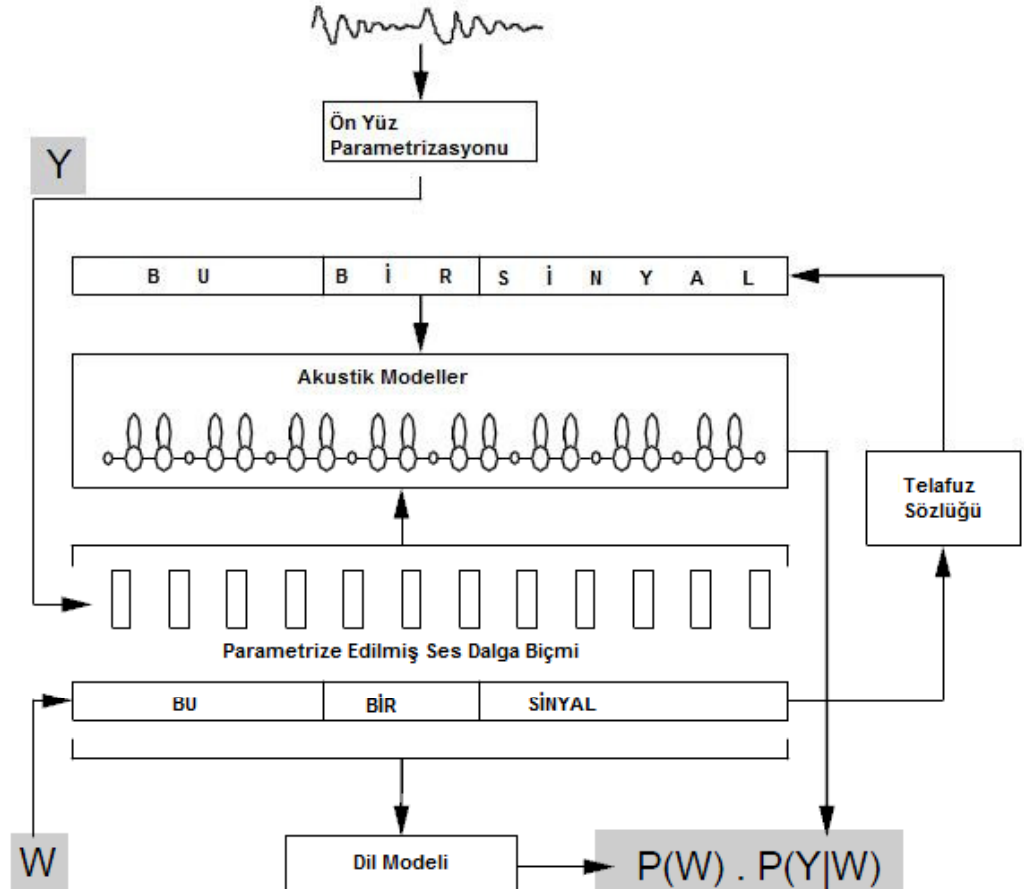 Ön Yüz
Parametrizasyonu
Y
B U B İ R S İ N Y A L
Akustik Modeller
Telafuz
Sözlüğü
Parametrize Edilmiş Ses Dalga Biçmi
BU BİR SİNYAL
W
Dil Modeli
P(W) . P(Y|W)